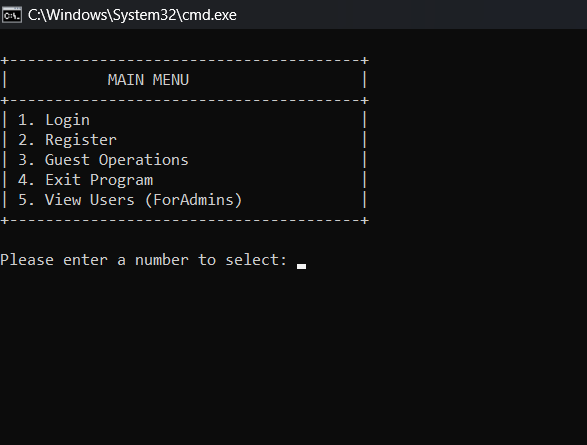 C:\Windows\System32\cmd.exe
+---------------------------------------+
|           MAIN MENU                   |
+---------------------------------------+
| 1. Login                              |
| 2. Register                           |
| 3. Guest Operations                   |
| 4. Exit Program                       |
| 5. View Users (ForAdmins)             |
+---------------------------------------+
Please enter a number to select: